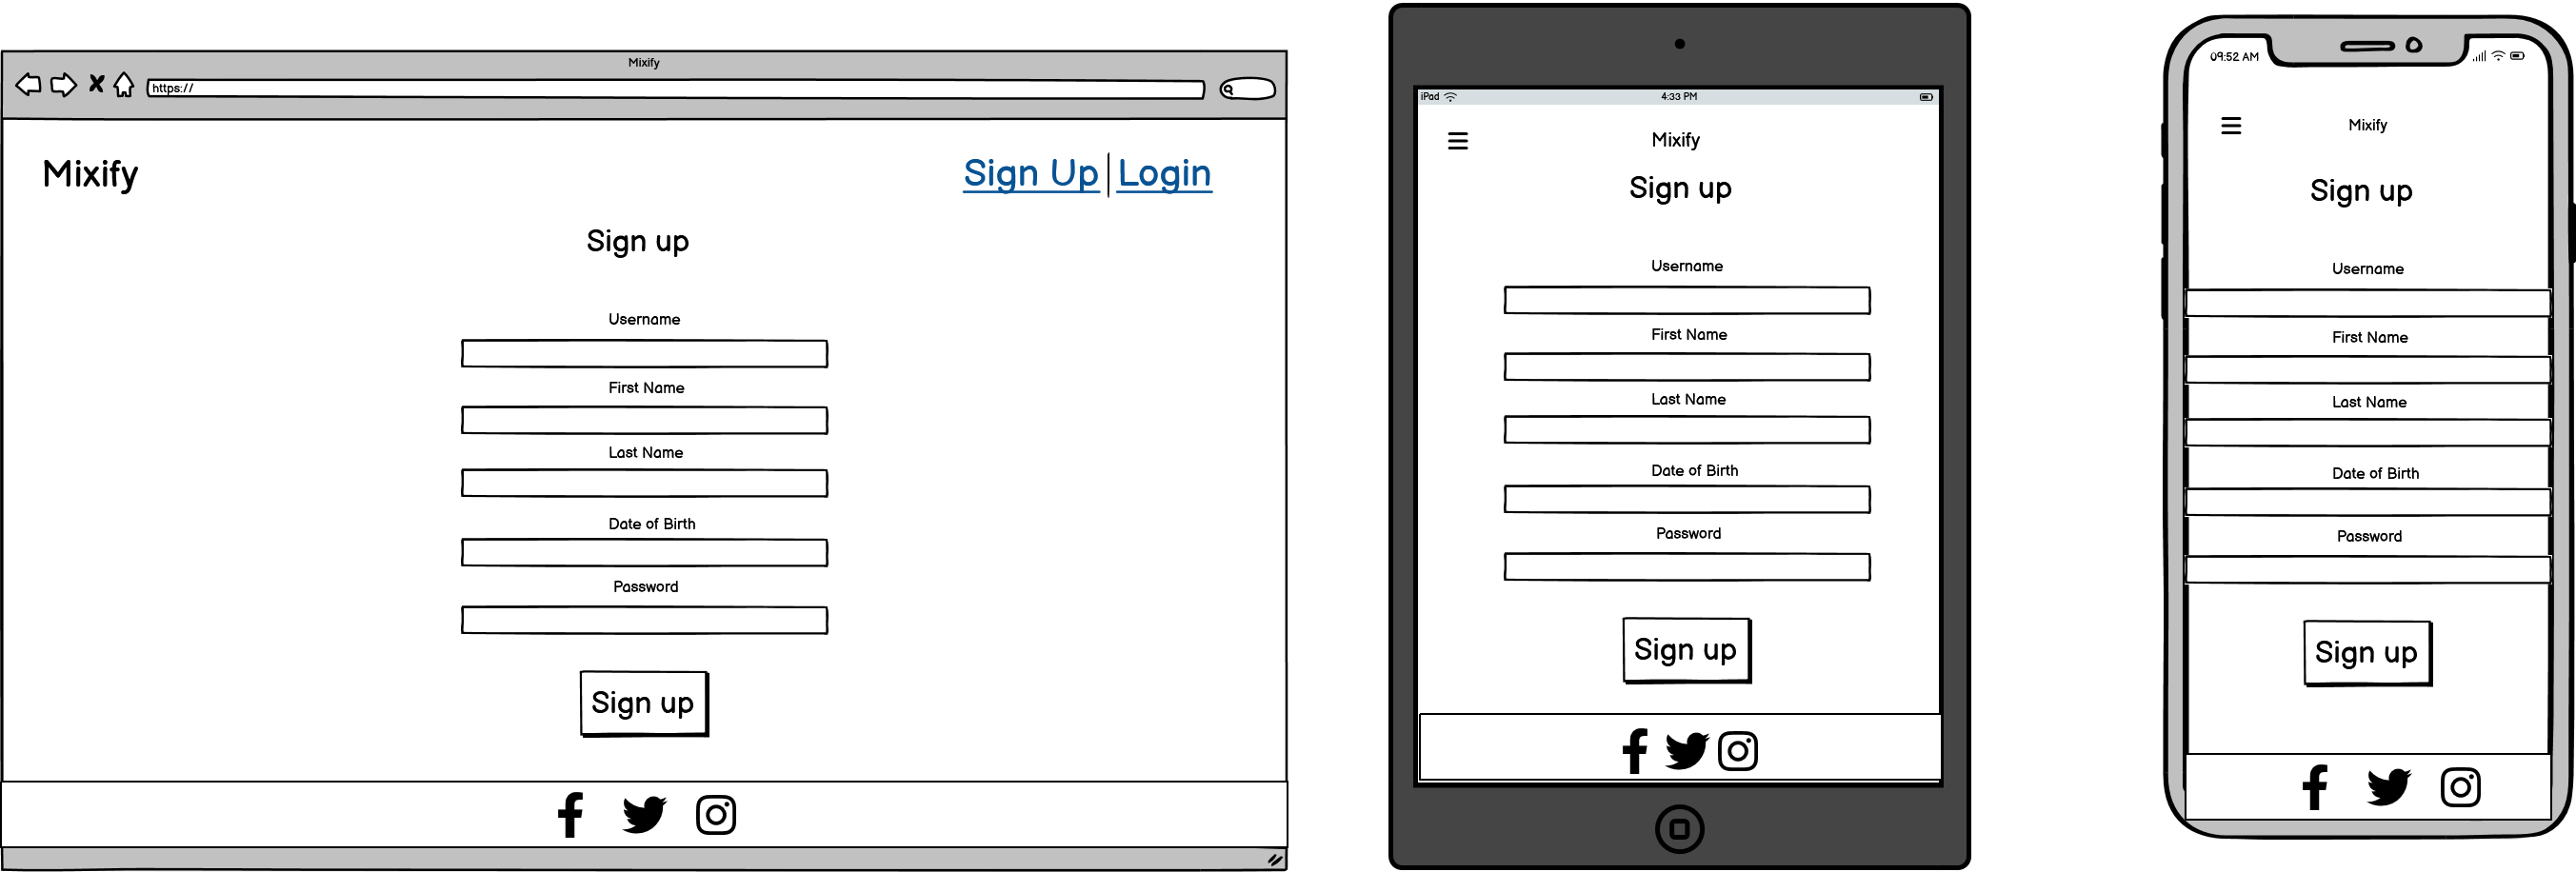 Mixify
https://
Mixify
Sign Up Login
Sign up
Username
First Name
Last Name
Date of Birth
Password
Sign up
iPad 4:33 PM
Mixify
Sign up
Username
First Name
Last Name
Date of Birth
Password
Sign up
09:52 AM
Mixify
Sign up
Username
First Name
Last Name
Date of Birth
Password
Sign up